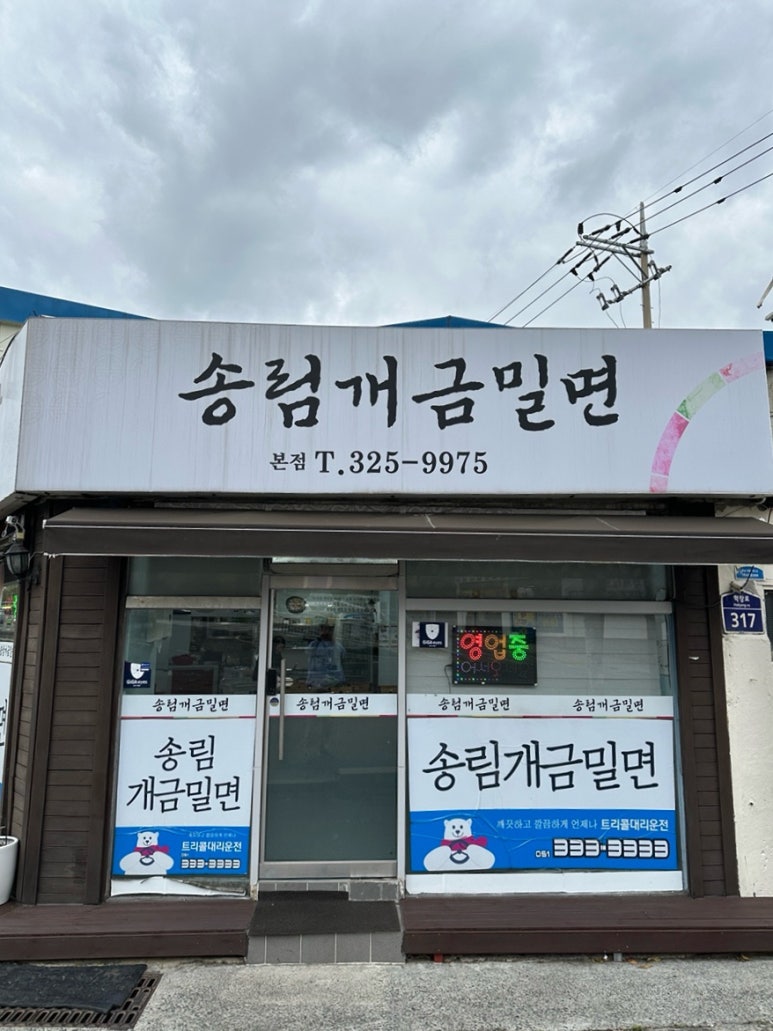 송림개금밀면
본점 T.325-9975
영업중
학장로
317
송림개금밀면
송림개금밀면
송림개금밀면
송림개금밀면
송림
개금밀면
트리콜대리운전
333-3333
송림개금밀면
깨끗하고 깔끔하게 언제나 트리콜대리운전
333-3333